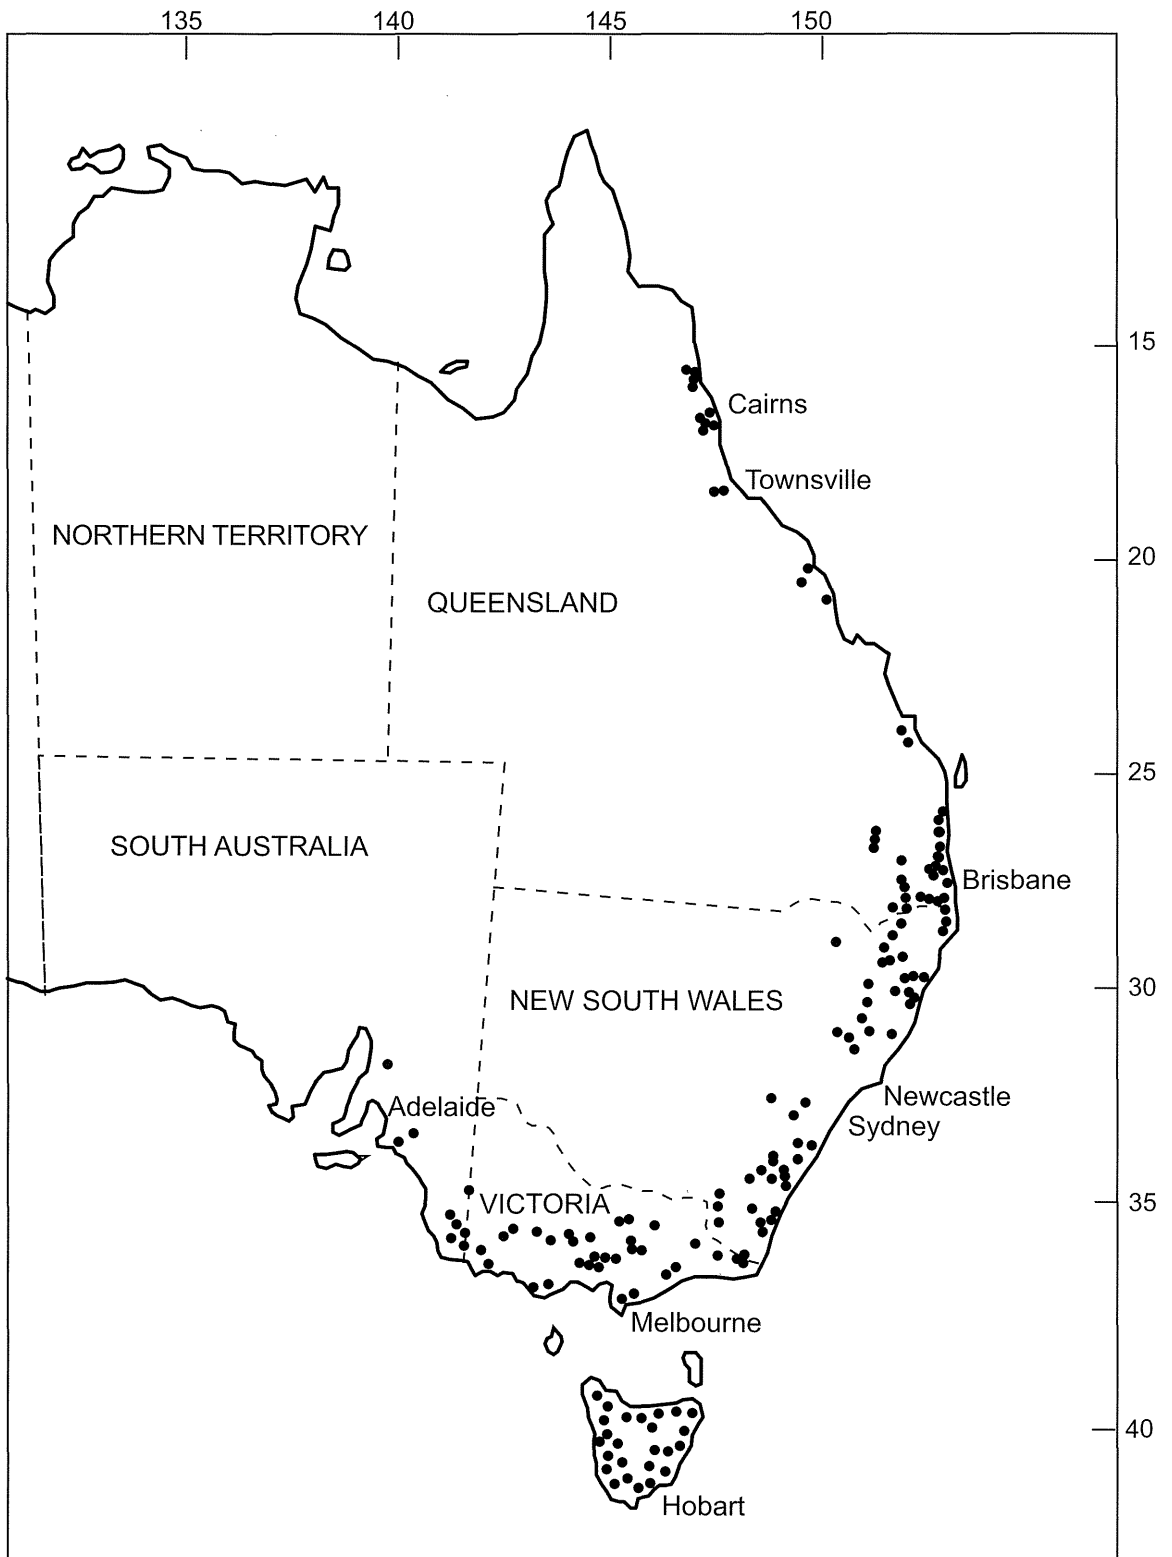 135 140 145 150
15
Cairns
Townsville
NORTHERN TERRITORY
20
QUEENSLAND
25
SOUTH AUSTRALIA
Brisbane
30
NEW SOUTH WALES
Newcastle
Adelaide
Sydney
35
VICTORIA
Melbourne
40
Hobart